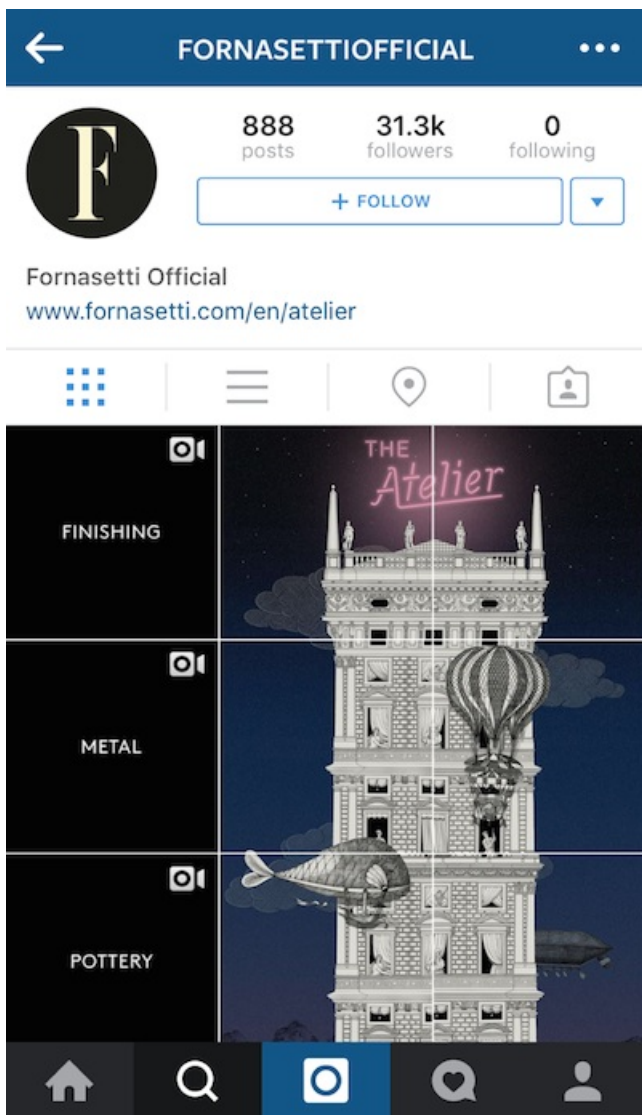 FORNASETTIOFFICIAL
F
888 31.3k 0
posts followers following
+ FOLLOW
Fornasetti Official
www.fornasetti.com/en/atelier
THE
Atelier
FINISHING
METAL
POTTERY